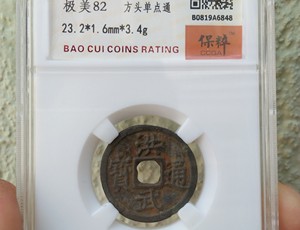 极美82 方头单点通
B0819A6848
23.2*1.6mm*3.4g
保粹
BAO CUI COINS RATING
洪武通寶